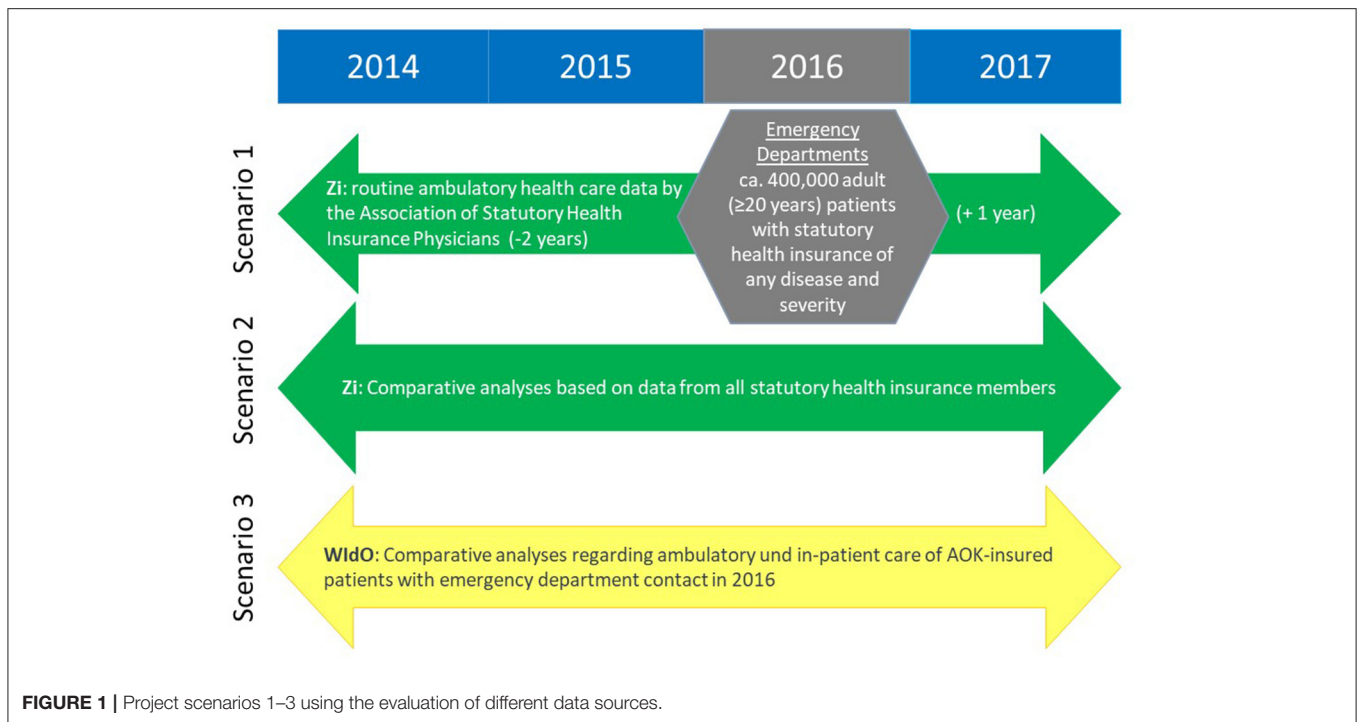 2014
2015
2016
2017
Scenario 1
Zi: routine ambulatory health care data by
the Association of Statutory Health
Insurance Physicians (-2 years)
Emergency
Departments
ca. 400,000 adult
(≥20 years) patients
with statutory
health insurance of
any disease and
severity
(+ 1 year)
Scenario 2
Zi: Comparative analyses based on data from all statutory health insurance members
Scenario 3
WIdO: Comparative analyses regarding ambulatory und in-patient care of AOK-insured
patients with emergency department contact in 2016
FIGURE 1 | Project scenarios 1–3 using the evaluation of different data sources.